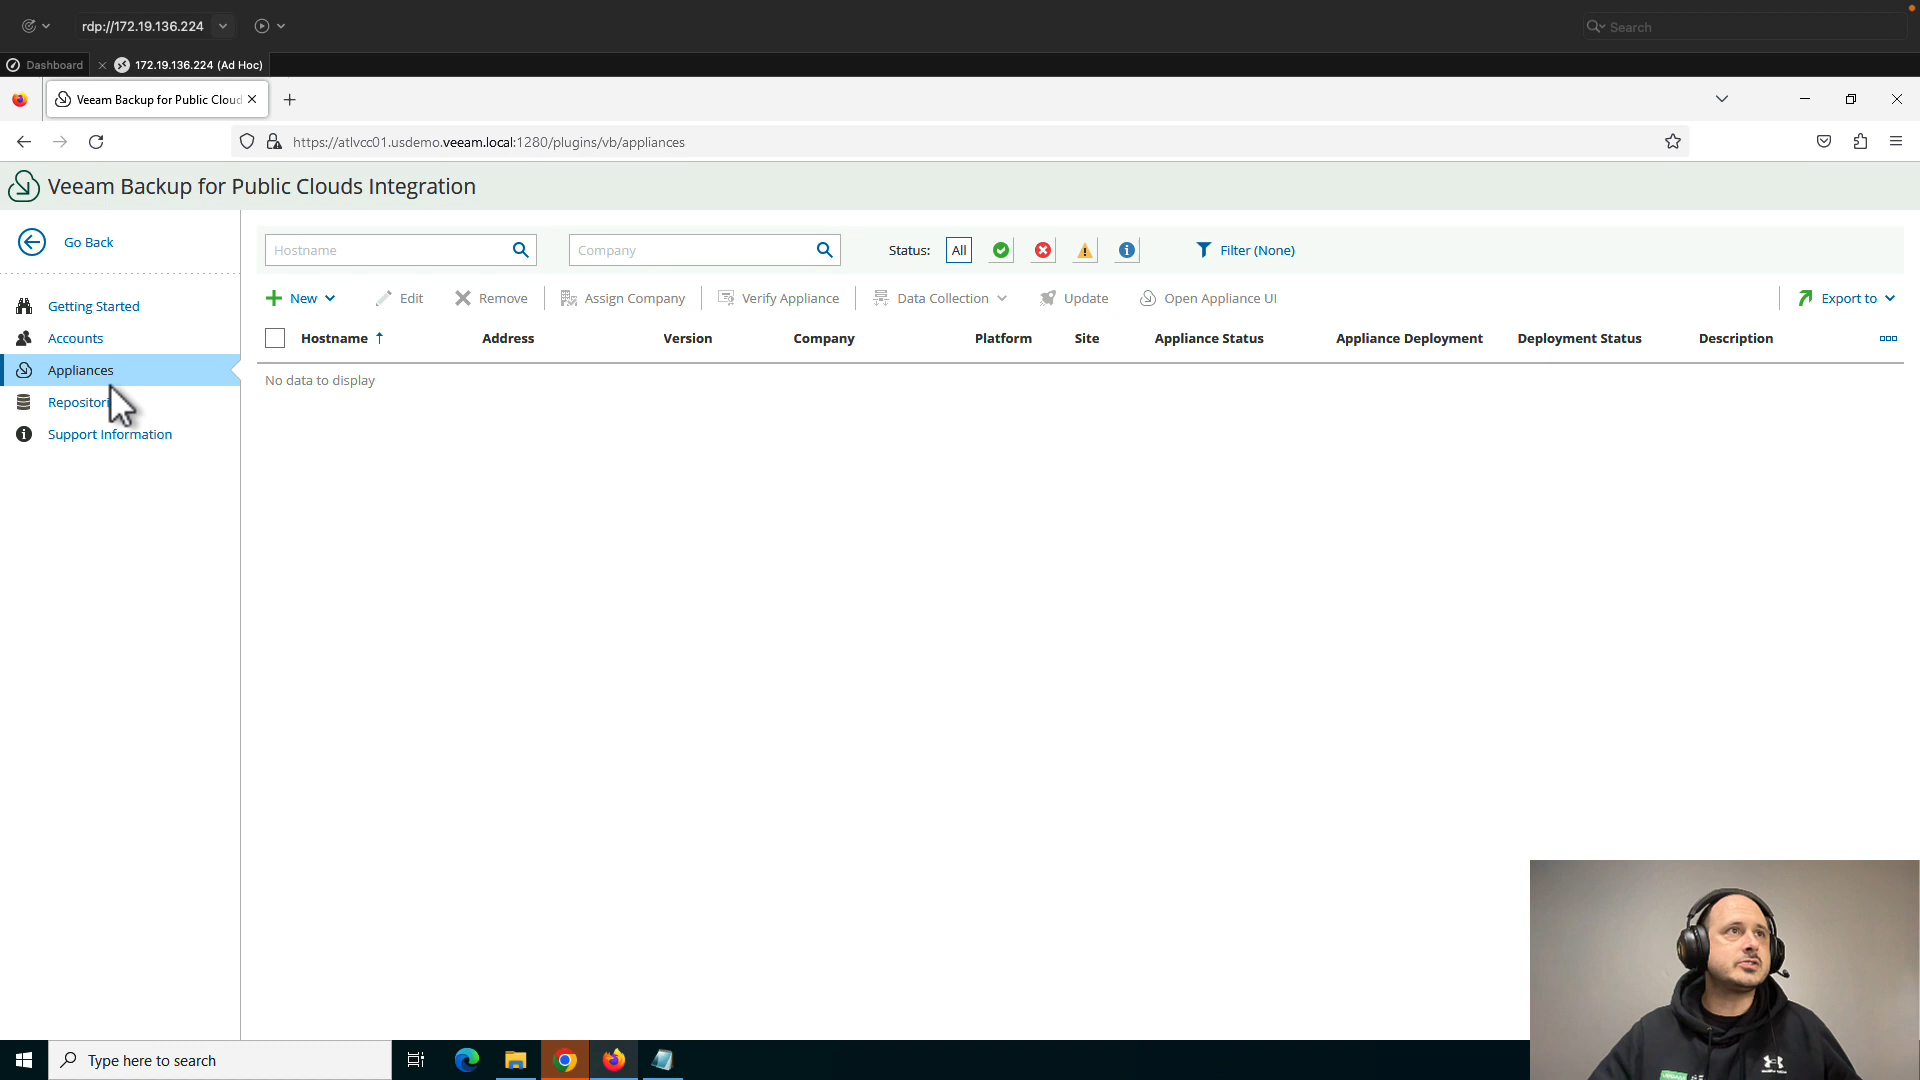 rdp://172.19.136.224
Search
Dashboard
172.19.136.224 (Ad Hoc)
Veeam Backup for Public Cloud
https://atlvcc01.usdemo.veeam.local:1280/plugins/vb/appliances
Veeam Backup for Public Clouds Integration
Go Back
Hostname
Company
Status:
All
Filter (None)
Getting Started
Accounts
Appliances
Repositori
Support Information
New
Edit
Remove
Assign Company
Verify Appliance
Data Collection
Update
Open Appliance UI
Export to
Hostname
Address
Version
Company
Platform
Site
Appliance Status
Appliance Deployment
Deployment Status
Description
No data to display
Type here to search